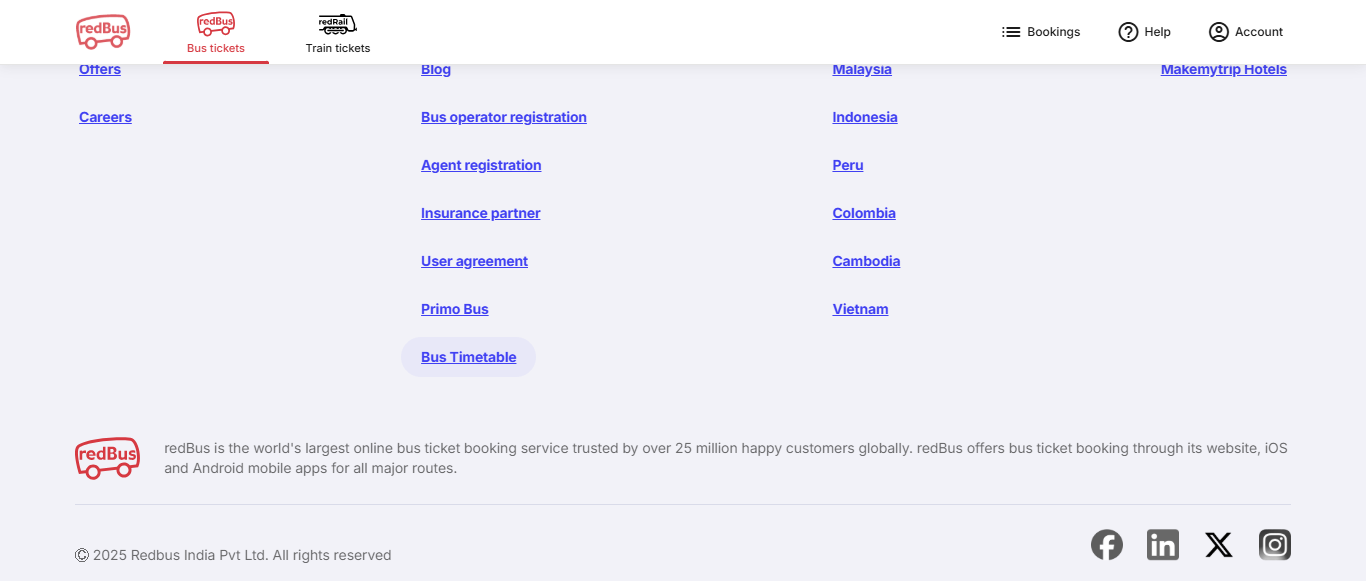 redBus
redBus
Bus tickets
redRail
Train tickets
Bookings
Help
Account
Offers
Careers
Blog
Bus operator registration
Agent registration
Insurance partner
User agreement
Primo Bus
Bus Timetable
Malaysia
Indonesia
Peru
Colombia
Cambodia
Vietnam
Makemytrip Hotels
redBus
redBus is the world's largest online bus ticket booking service trusted by over 25 million happy customers globally. redBus offers bus ticket booking through its website, iOS
and Android mobile apps for all major routes.
© 2025 Redbus India Pvt Ltd. All rights reserved